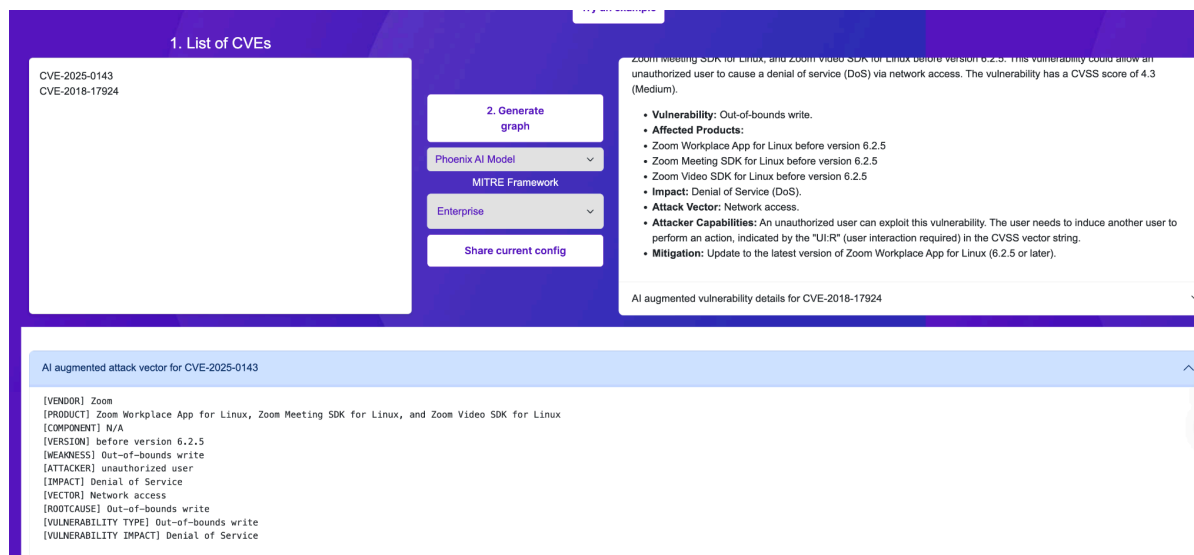 Try an example
1. List of CVEs
CVE-2025-0143
CVE-2018-17924
2. Generate
graph
Phoenix AI Model
MITRE Framework
Enterprise
Share current config
Zoom Meeting SDK for Linux, and Zoom Video SDK for Linux before version 6.2.5. This vulnerability could allow an
unauthorized user to cause a denial of service (DoS) via network access. The vulnerability has a CVSS score of 4.3
(Medium).
• Vulnerability: Out-of-bounds write.
• Affected Products:
• Zoom Workplace App for Linux before version 6.2.5
• Zoom Meeting SDK for Linux before version 6.2.5
• Zoom Video SDK for Linux before version 6.2.5
• Impact: Denial of Service (DoS).
• Attack Vector: Network access.
• Attacker Capabilities: An unauthorized user can exploit this vulnerability. The user needs to induce another user to
perform an action, indicated by the "UI:R" (user interaction required) in the CVSS vector string.
• Mitigation: Update to the latest version of Zoom Workplace App for Linux (6.2.5 or later).
AI augmented vulnerability details for CVE-2018-17924
AI augmented attack vector for CVE-2025-0143
[VENDOR] Zoom
[PRODUCT] Zoom Workplace App for Linux, Zoom Meeting SDK for Linux, and Zoom Video SDK for Linux
[COMPONENT] N/A
[VERSION] before version 6.2.5
[WEAKNESS] Out-of-bounds write
[ATTACKER] unauthorized user
[IMPACT] Denial of Service
[VECTOR] Network access
[ROOTCAUSE] Out-of-bounds write
[VULNERABILITY TYPE] Out-of-bounds write
[VULNERABILITY IMPACT] Denial of Service